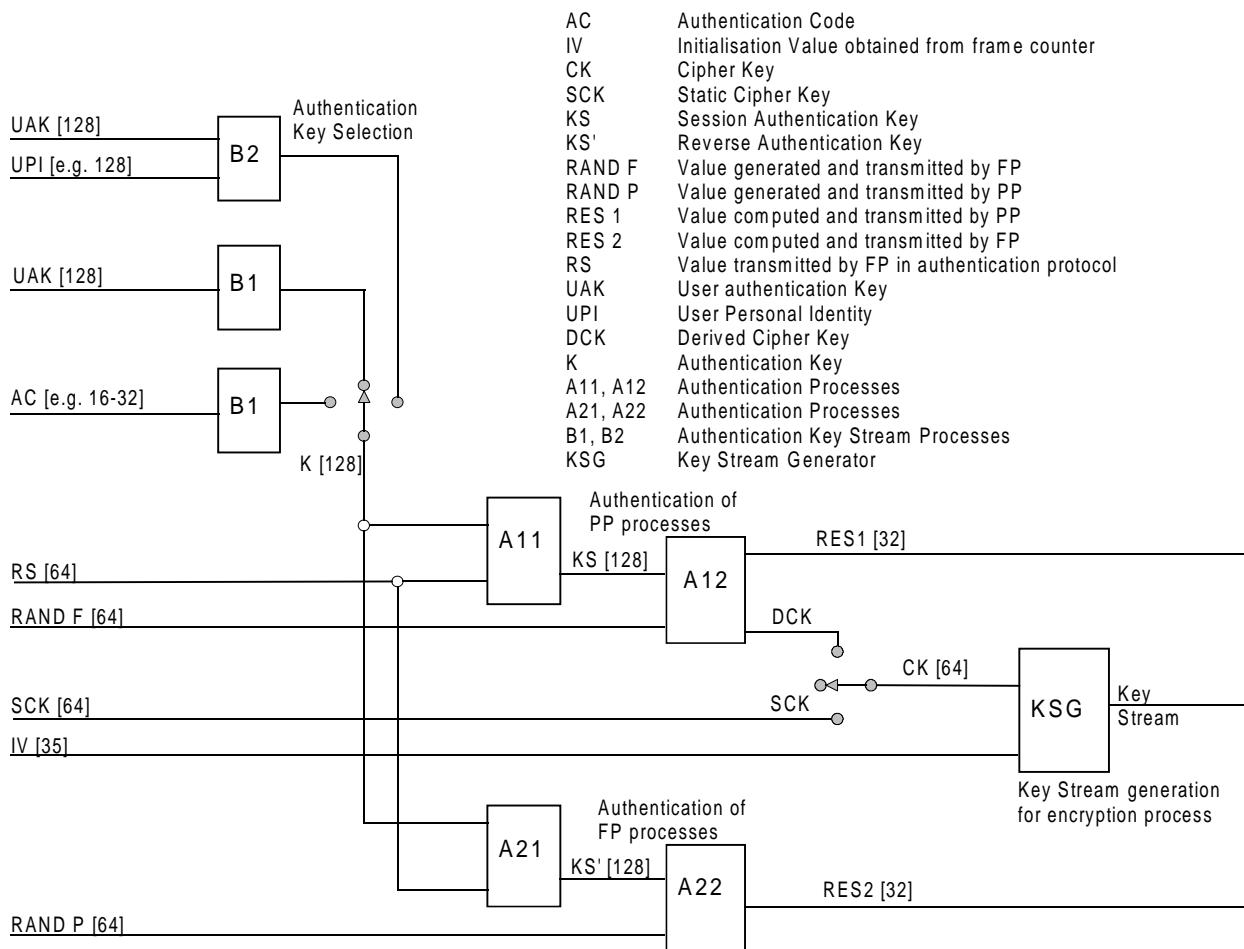 AC Authentication Code
IV Initialisation Value obtained from frame counter
CK Cipher Key
SCK Static Cipher Key
KS Session Authentication Key
KS' Reverse Authentication Key
RAND F Value generated and transmitted by FP
RAND P Value generated and transmitted by PP
RES 1 Value computed and transmitted by PP
RES 2 Value computed and transmitted by FP
RS Value transmitted by FP in authentication protocol
UAK User authentication Key
UPI User Personal Identity
DCK Derived Cipher Key
K Authentication Key
A11, A12 Authentication Processes
A21, A22 Authentication Processes
B1, B2 Authentication Key Stream Processes
KSG Key Stream Generator
Authentication
Key Selection
UAK [128]
UPI [e.g. 128]
B2
UAK [128]
B1
AC [e.g. 16-32]
B1
K [128]
Authentication of
PP processes
A11
KS [128]
A12
RES1 [32]
RS [64]
RAND F [64]
DCK
CK [64]
SCK [64]
SCK
KSG
Key
Stream
IV [35]
Key Stream generation
for encryption process
Authentication of
FP processes
A21
KS' [128]
A22
RES2 [32]
RAND P [64]